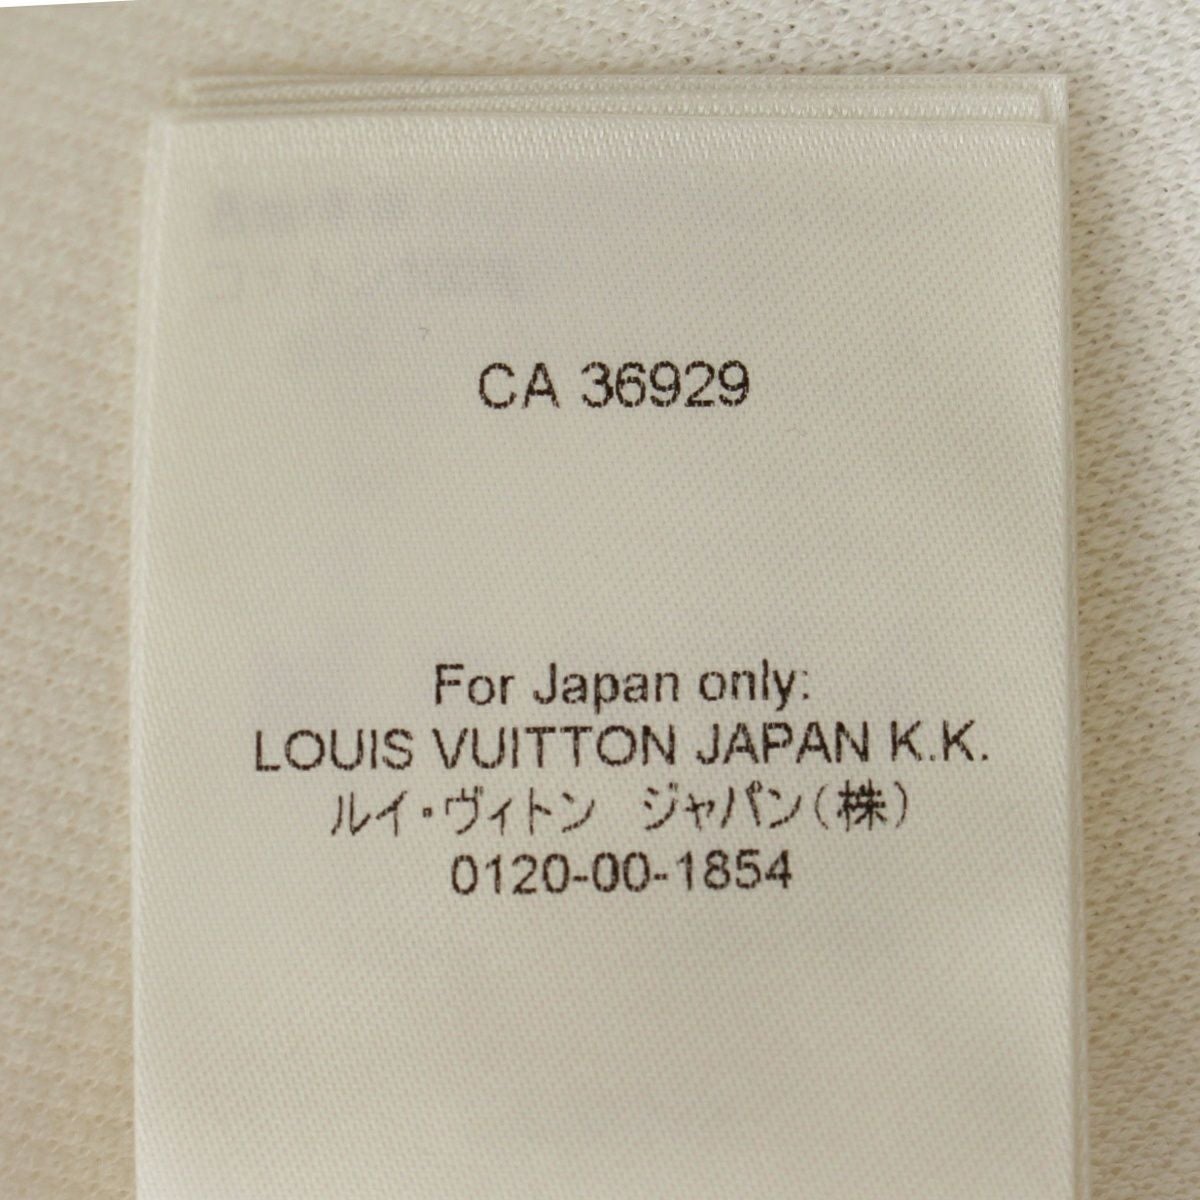 CA 36929
For Japan only:
LOUIS VUITTON JAPAN K.K.
ルイ・ヴィトン　ジャパン(株)
0120-00-1854